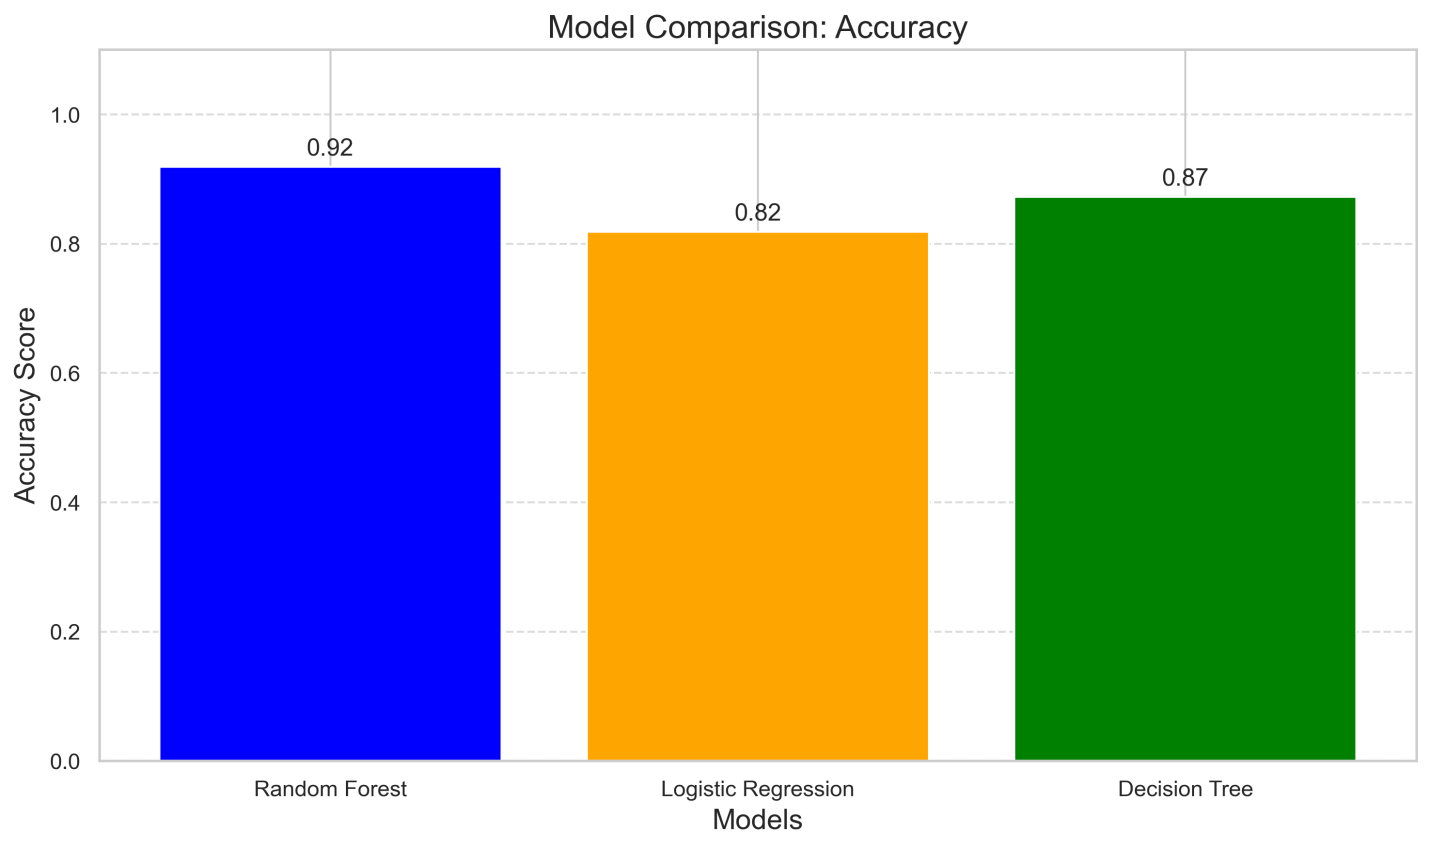 Model Comparison: Accuracy
1.0
0.92
0.87
0.82
0.8
Accuracy Score
0.6
0.4
0.2
0.0
Random Forest Logistic Regression Decision Tree
Models